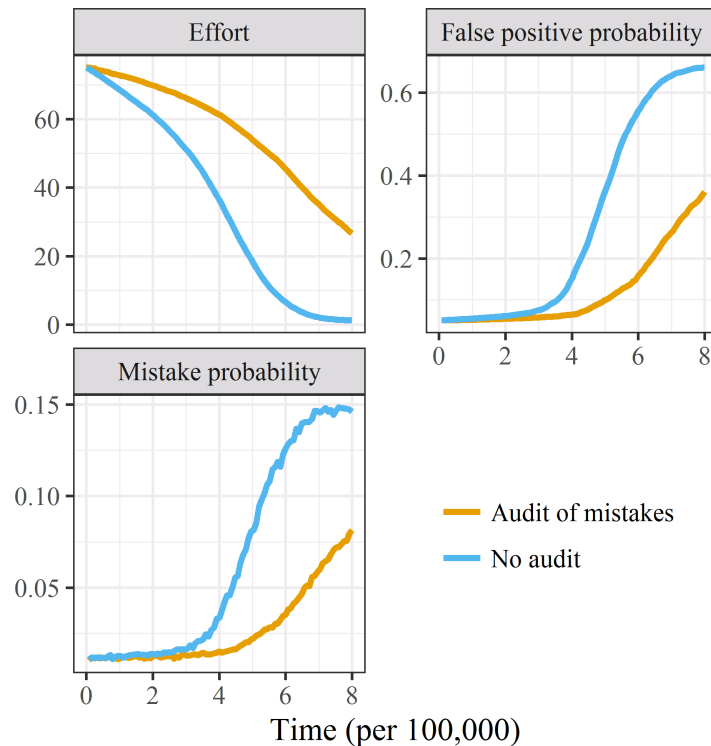 Effort
60
40
20
0
False positive probability
0.6
0.4
0.2
0 2 4 6 8
Mistake probability
0.15
0.10
0.05
0 2 4 6 8
Audit of mistakes
No audit
Time (per 100,000)